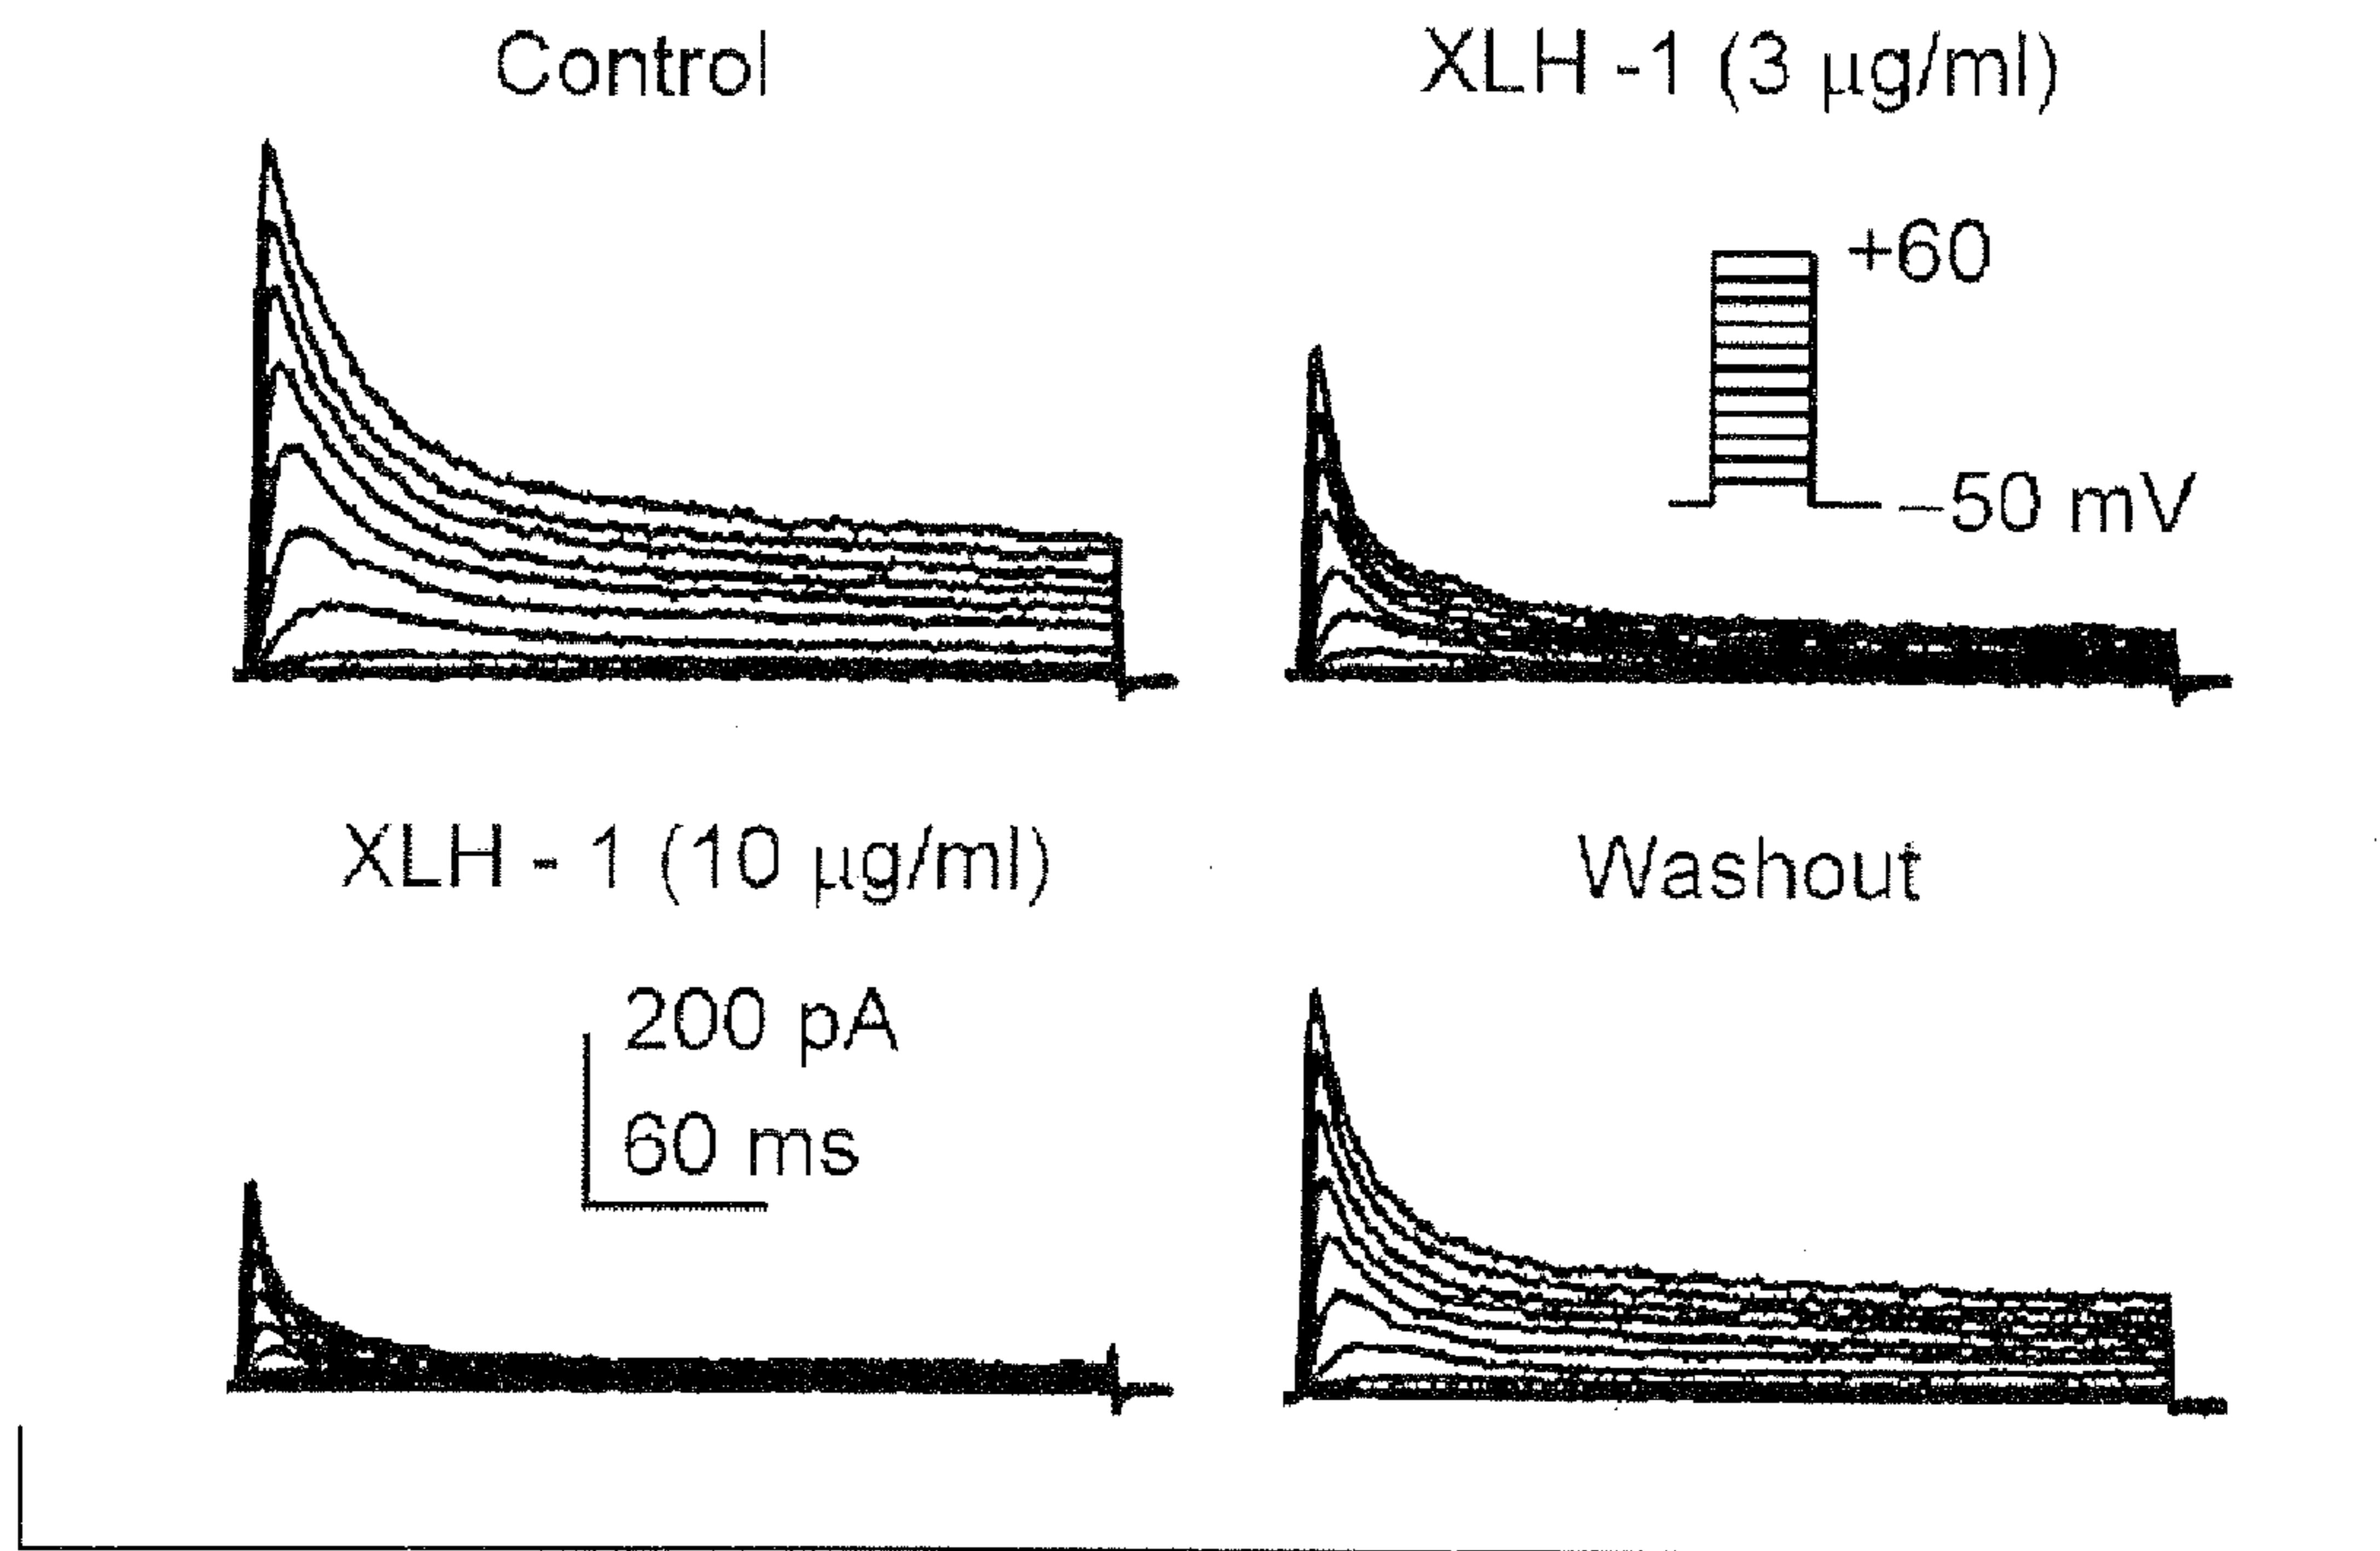 Control
XLH -1 (3 μg/ml)
+60
–50 mV
XLH - 1 (10 μg/ml)
Washout
200 pA
60 ms